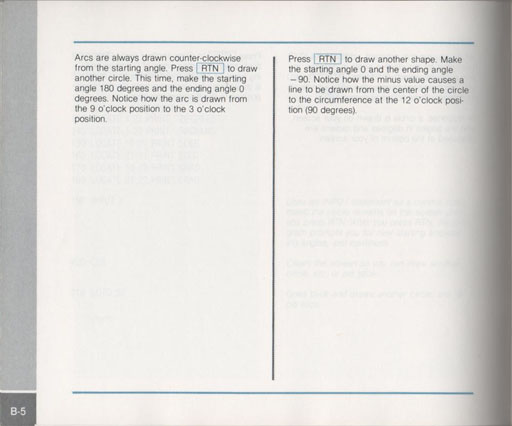 Arcs are always drawn counter-clockwise
from the starting angle. Press RTN to draw
another circle. This time, make the starting
angle 180 degrees and the ending angle 0
degrees. Notice how the arc is drawn from
the 9 o'clock position to the 3 o'clock
position.
Press RTN to draw another shape. Make
the starting angle 0 and the ending angle
−90. Notice how the minus value causes a
line to be drawn from the center of the circle
to the circumference at the 12 o'clock posi-
tion (90 degrees).
B-5